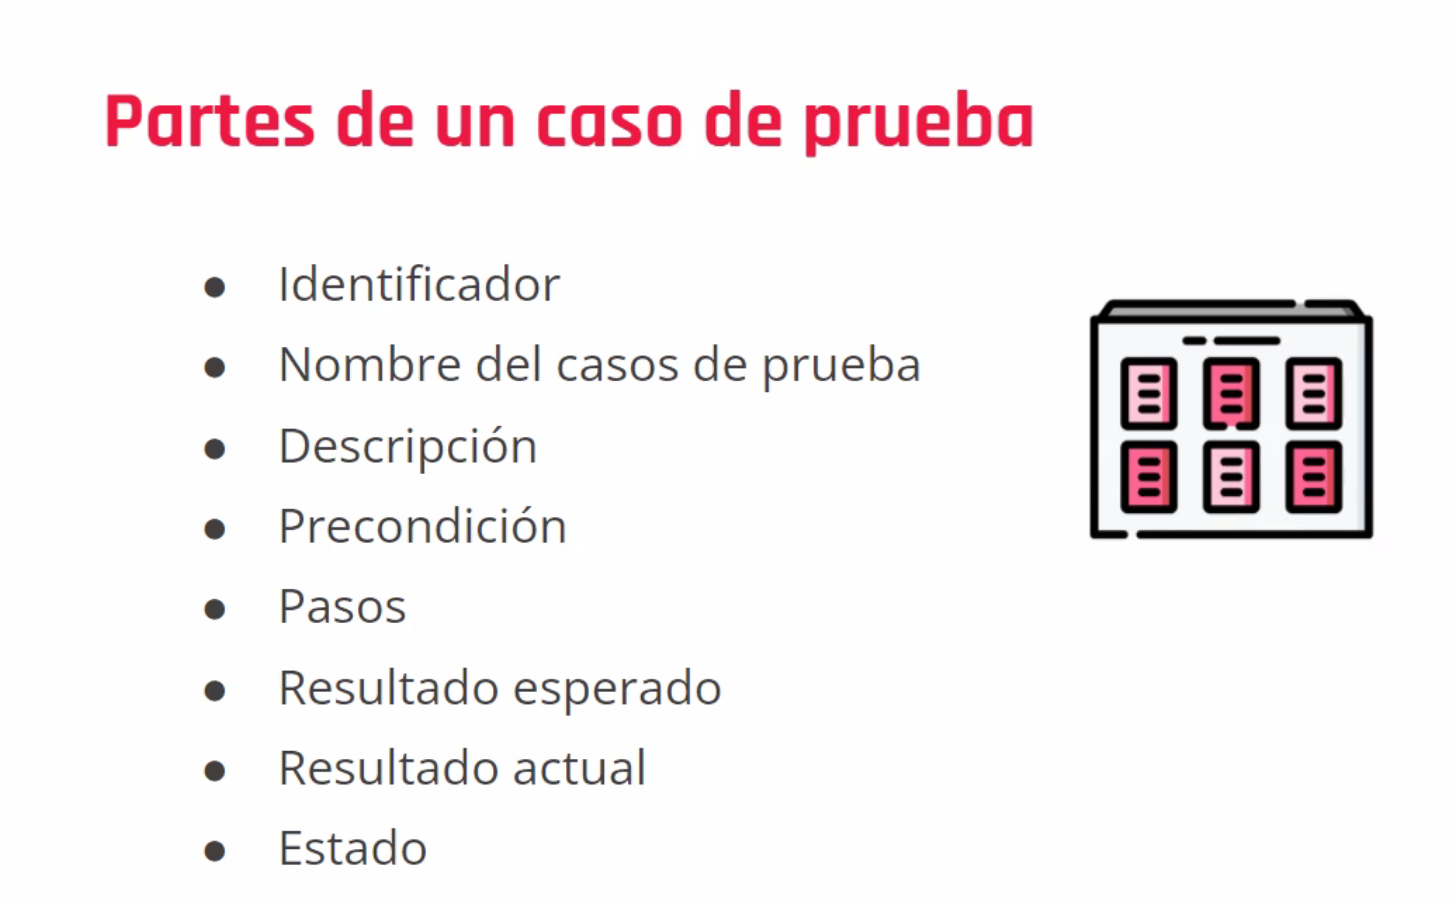 Partes de un caso de prueba
● Identificador
● Nombre del casos de prueba
● Descripción
● Precondición
● Pasos
● Resultado esperado
● Resultado actual
● Estado